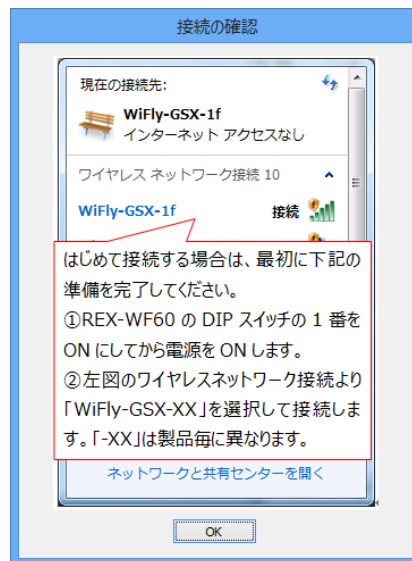 接続の確認
現在の接続先:
WiFly-GSX-1f
インターネット アクセスなし
ワイヤレス ネットワーク接続 10
WiFly-GSX-1f 接続
はじめて接続する場合は、最初に下記の
準備を完了してください。
①REX-WF60 の DIP スイッチの 1 番を
ON にしてから電源を ON します。
②左図のワイヤレスネットワーク接続より
「WiFly-GSX-XX」を選択して接続しま
す。「-XX」は製品毎に異なります。
ネットワークと共有センターを開く
OK